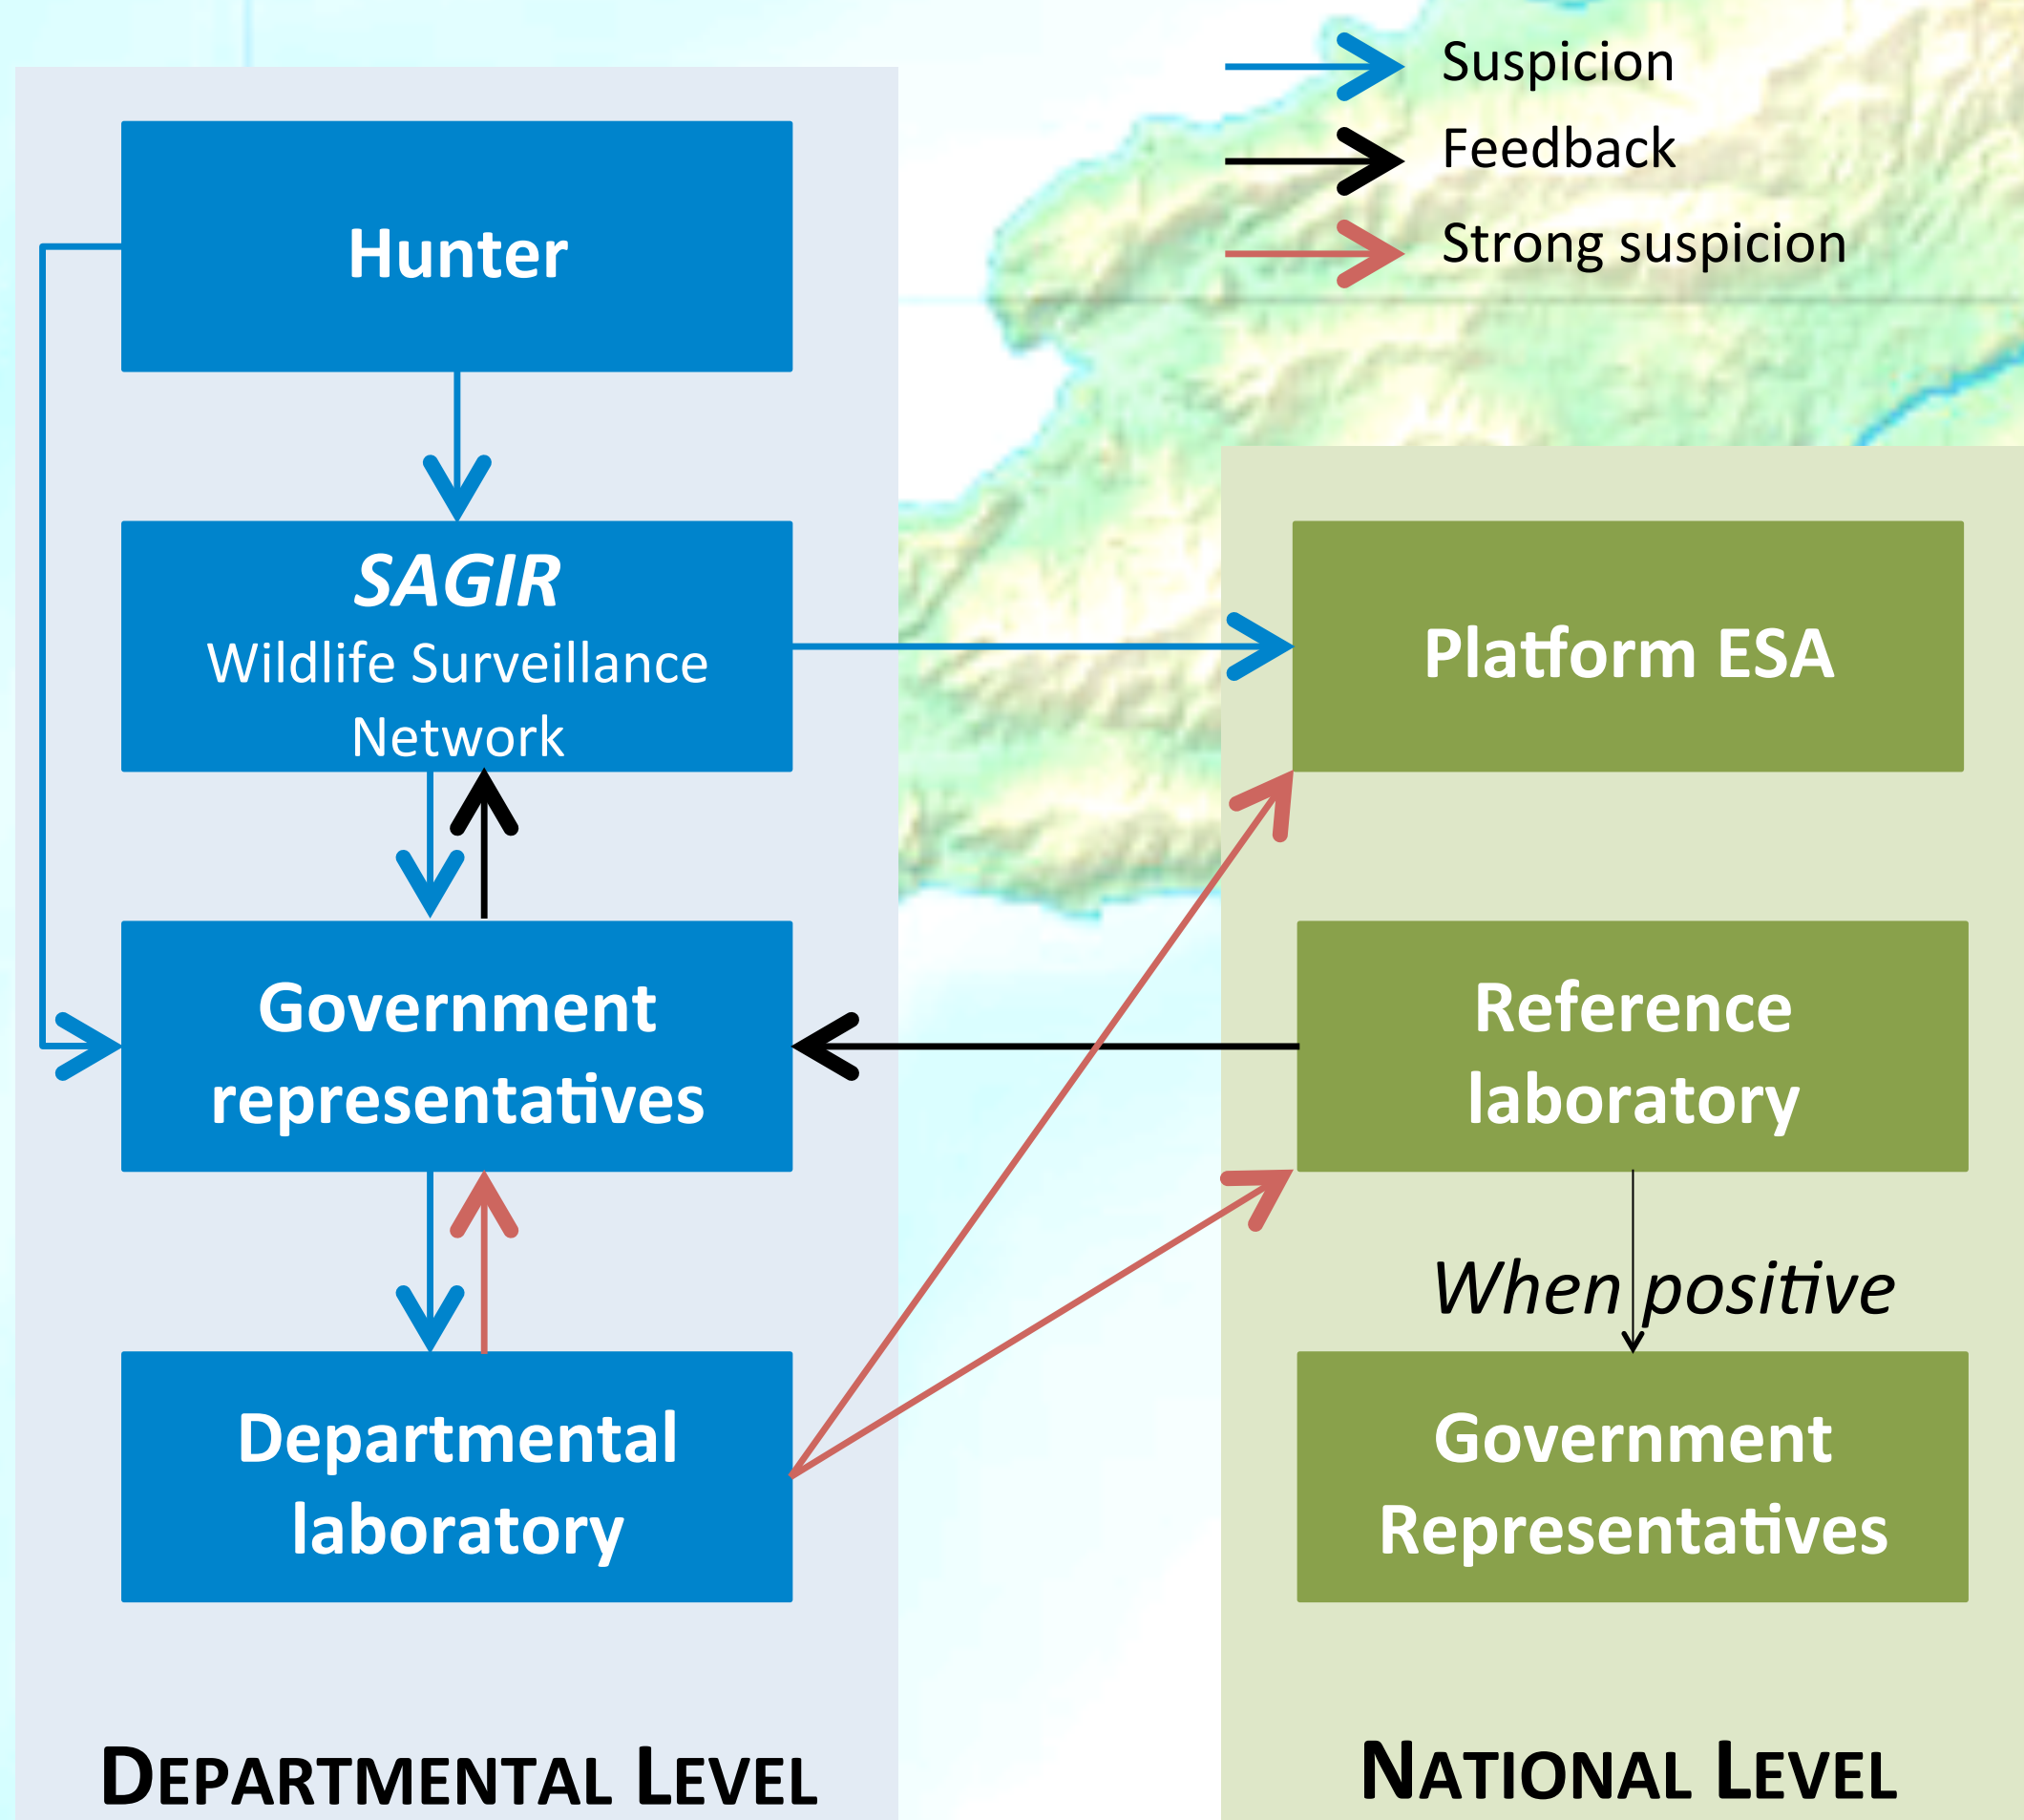 Suspicion
Feedback
Strong suspicion
Hunter
SAGIR
Wildlife Surveillance
Network
Government
representatives
Departmental
laboratory
DEPARTMENTAL LEVEL
Platform ESA
Reference
laboratory
When positive
Government
Representatives
NATIONAL LEVEL